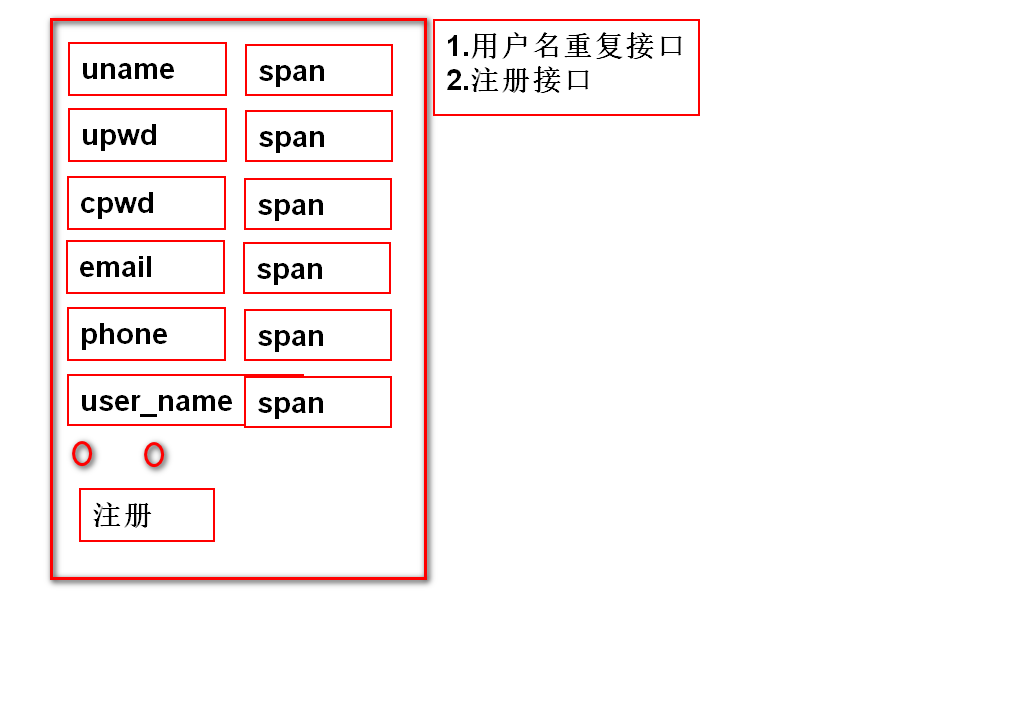 uname span
upwd span
cpwd span
email span
phone span
user_name span
注册
1.用户名重复接口
2.注册接口